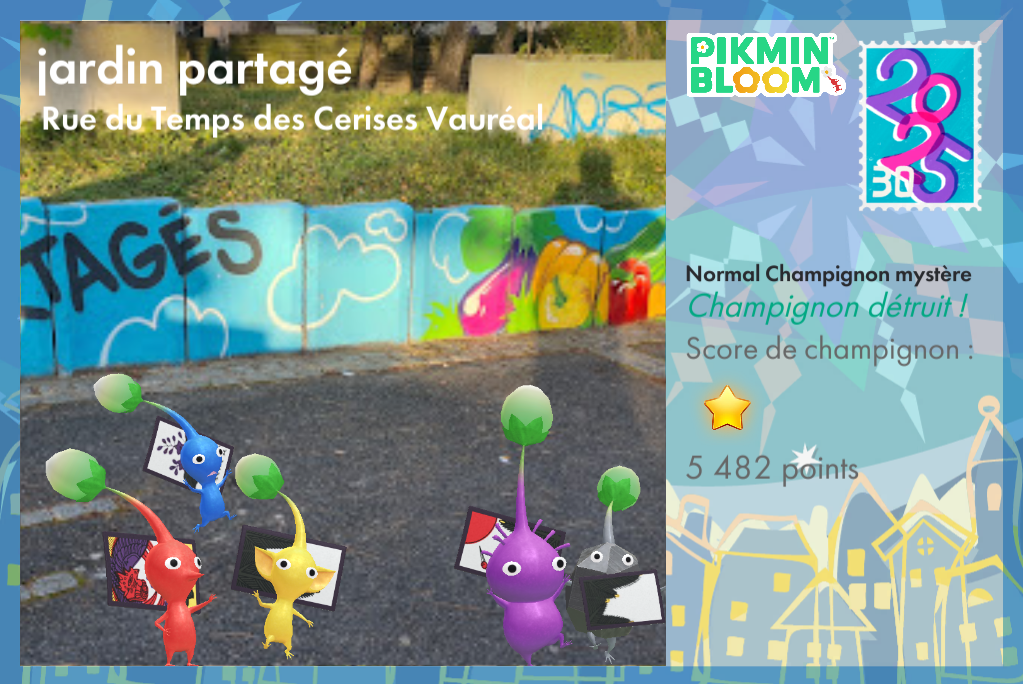 jardin partagé
Rue du Temps des Cerises Vauréal
TAGÉS
PIKMIN
BLOOM
2025
30
Normal Champignon mystère
Champignon détruit !
Score de champignon :
5 482 points